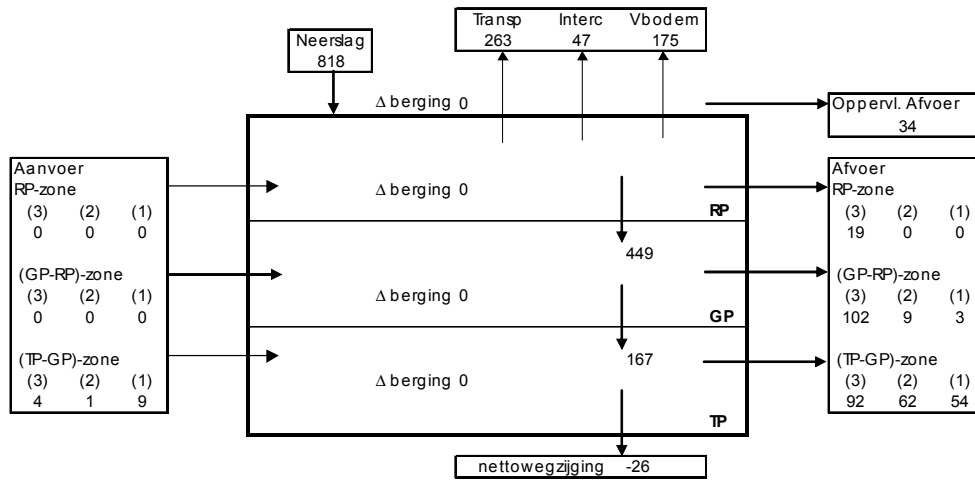 Transp Interc Vbodem
263 47 175
Neerslag
818
Δ berging 0
Oppervl. Afvoer
34
Aanvoer
RP-zone
(3) (2) (1)
0 0 0
(GP-RP)-zone
(3) (2) (1)
0 0 0
(TP-GP)-zone
(3) (2) (1)
4 1 9
Δ berging 0
RP
449
Δ berging 0
GP
167
Δ berging 0
TP
Afvoer
RP-zone
(3) (2) (1)
19 0 0
(GP-RP)-zone
(3) (2) (1)
102 9 3
(TP-GP)-zone
(3) (2) (1)
92 62 54
nettowegzijging -26